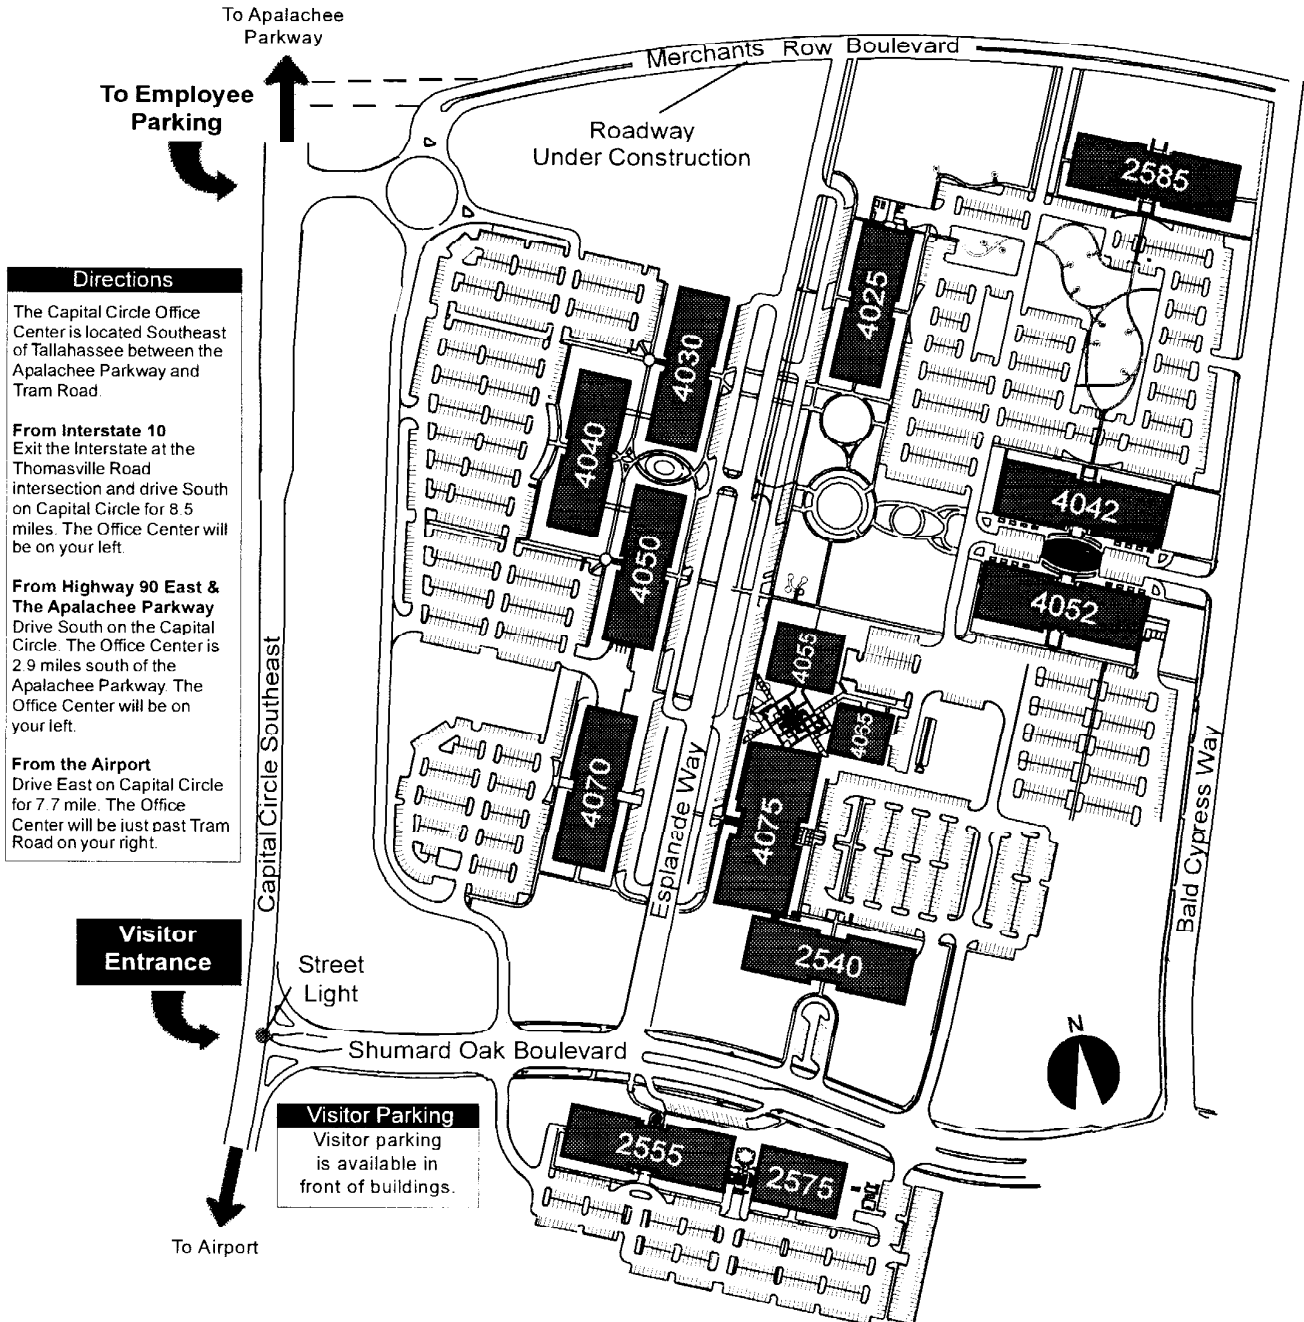 To Apalachee
Parkway
To Employee
Parking
Merchants Row Boulevard
Roadway
Under Construction
2585
4025
4030
4040
4050
4042
4052
4055
4065
4070
4075
2540
2555
2575
Directions
The Capital Circle Office
Center is located Southeast
of Tallahassee between the
Apalachee Parkway and
Tram Road.
From Interstate 10
Exit the Interstate at the
Thomasville Road
intersection and drive South
on Capital Circle for 8.5
miles. The Office Center will
be on your left.
From Highway 90 East &
The Apalachee Parkway
Drive South on the Capital
Circle. The Office Center is
2.9 miles south of the
Apalachee Parkway. The
Office Center will be on
your left.
From the Airport
Drive East on Capital Circle
for 7.7 mile. The Office
Center will be just past Tram
Road on your right.
Capital Circle Southeast
Esplanade Way
Bald Cypress Way
Visitor
Entrance
Street
Light
Shumard Oak Boulevard
N
Visitor Parking
Visitor parking
is available in
front of buildings.
To Airport